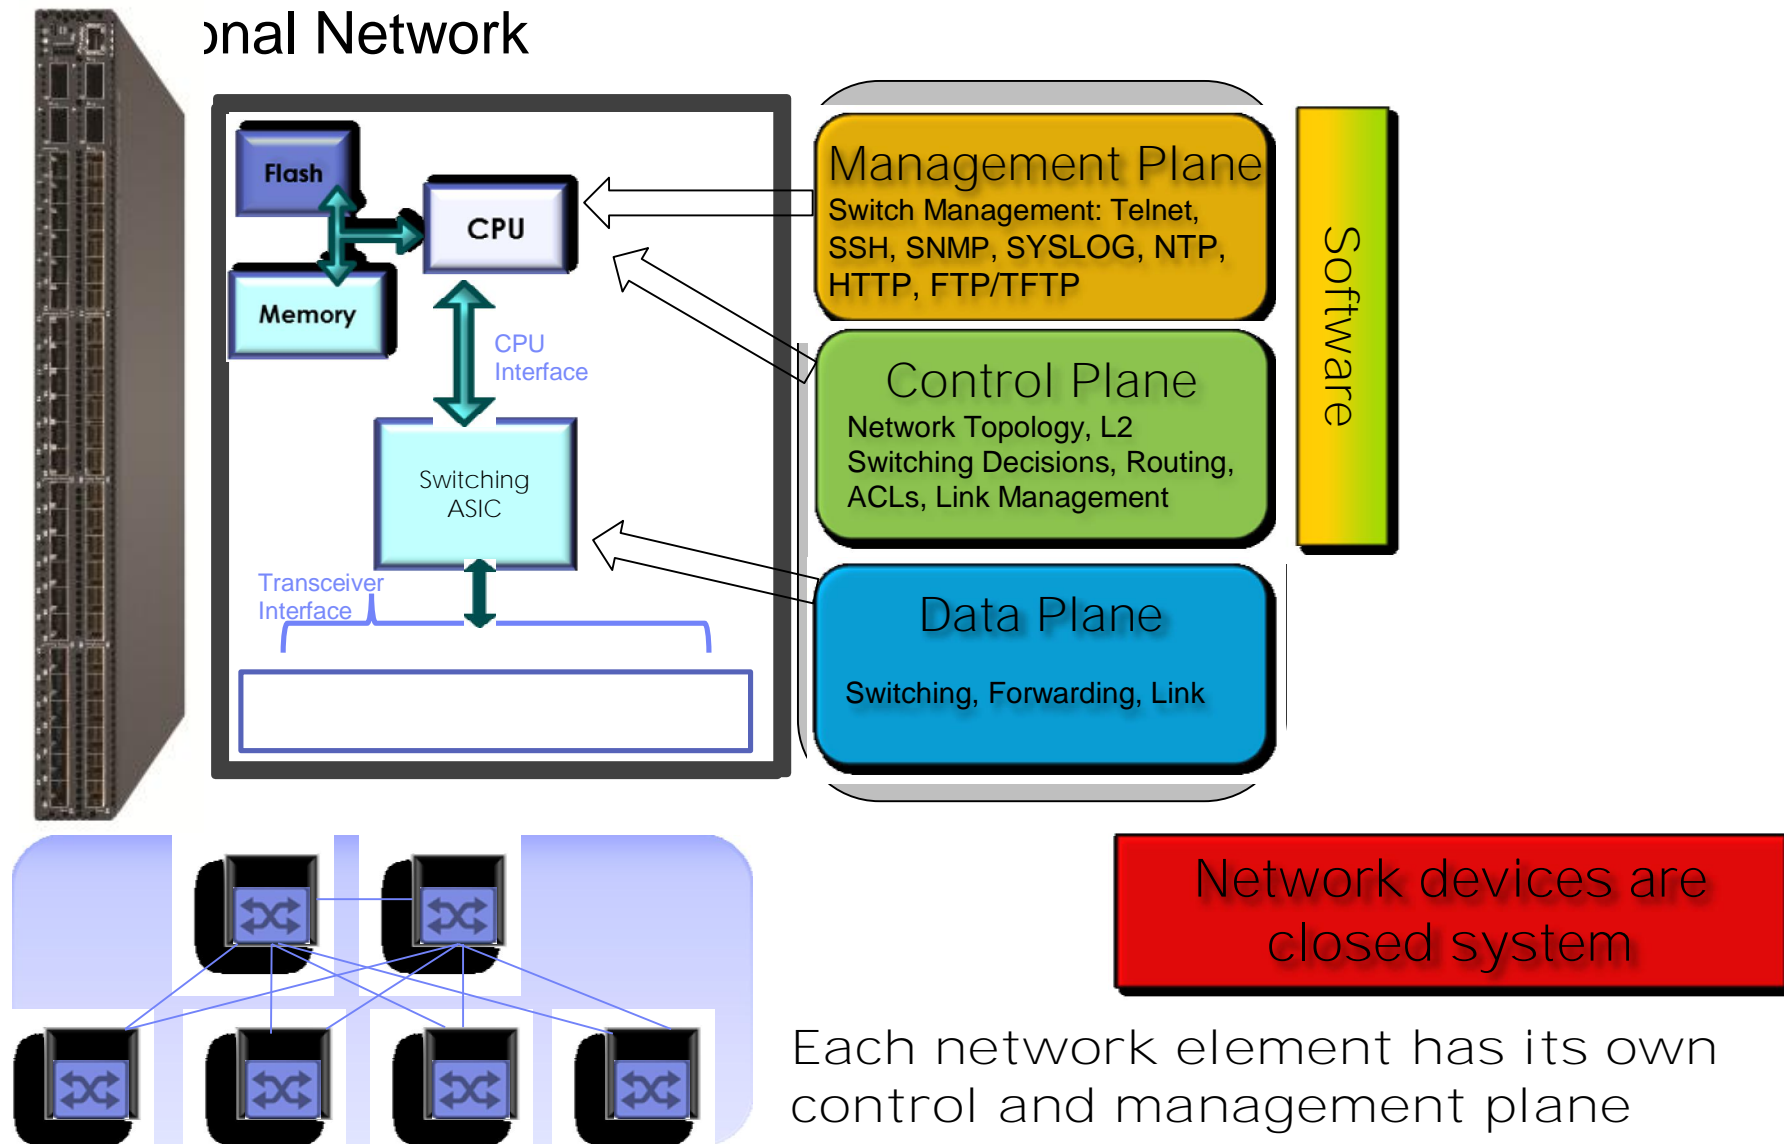 onal Network
Flash
CPU
Memory
CPU
Interface
Switching
ASIC
Transceiver
Interface
Management Plane
Switch Management: Telnet,
SSH, SNMP, SYSLOG, NTP,
HTTP, FTP/TFTP
Control Plane
Network Topology, L2
Switching Decisions, Routing,
ACLs, Link Management
Data Plane
Switching, Forwarding, Link
Software
Network devices are
closed system
Each network element has its own
control and management plane